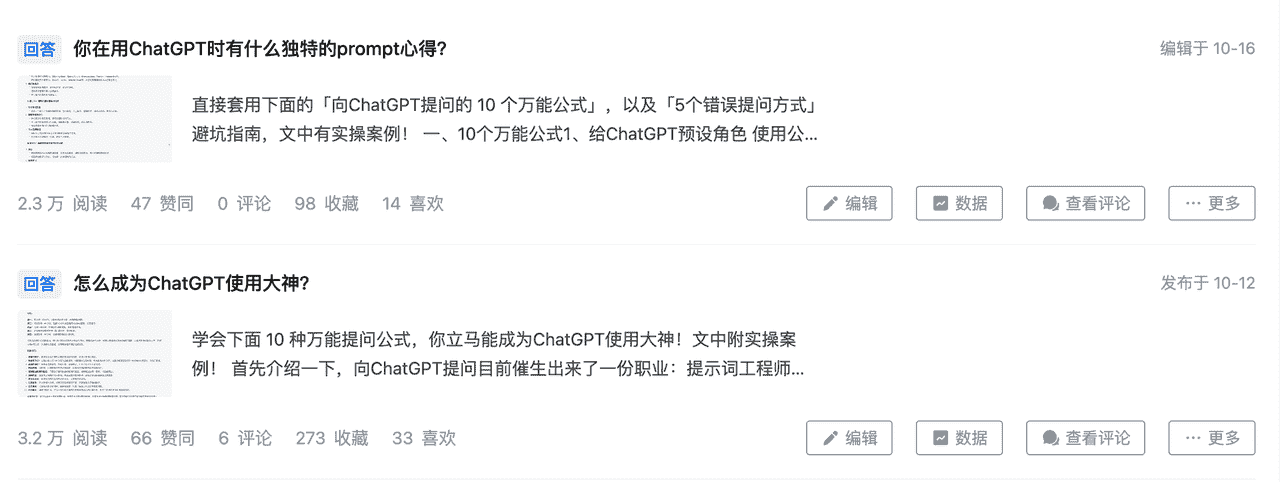 回答 你在用ChatGPT时有什么独特的prompt心得? 编辑于 10-16
直接套用下面的「向ChatGPT提问的 10 个万能公式」，以及「5个错误提问方式」
避坑指南，文中有实操案例！ 一、10个万能公式1、给ChatGPT预设角色 使用公...
2.3 万 阅读 47 赞同 0 评论 98 收藏 14 喜欢 编辑 数据 查看评论 ··· 更多
回答 怎么成为ChatGPT使用大神? 发布于 10-12
学会下面 10 种万能提问公式，你立马能成为ChatGPT使用大神！文中附实操案
例！ 首先介绍一下，向ChatGPT提问目前催生出来了一份职业：提示词工程师...
3.2 万 阅读 66 赞同 6 评论 273 收藏 33 喜欢 编辑 数据 查看评论 ··· 更多